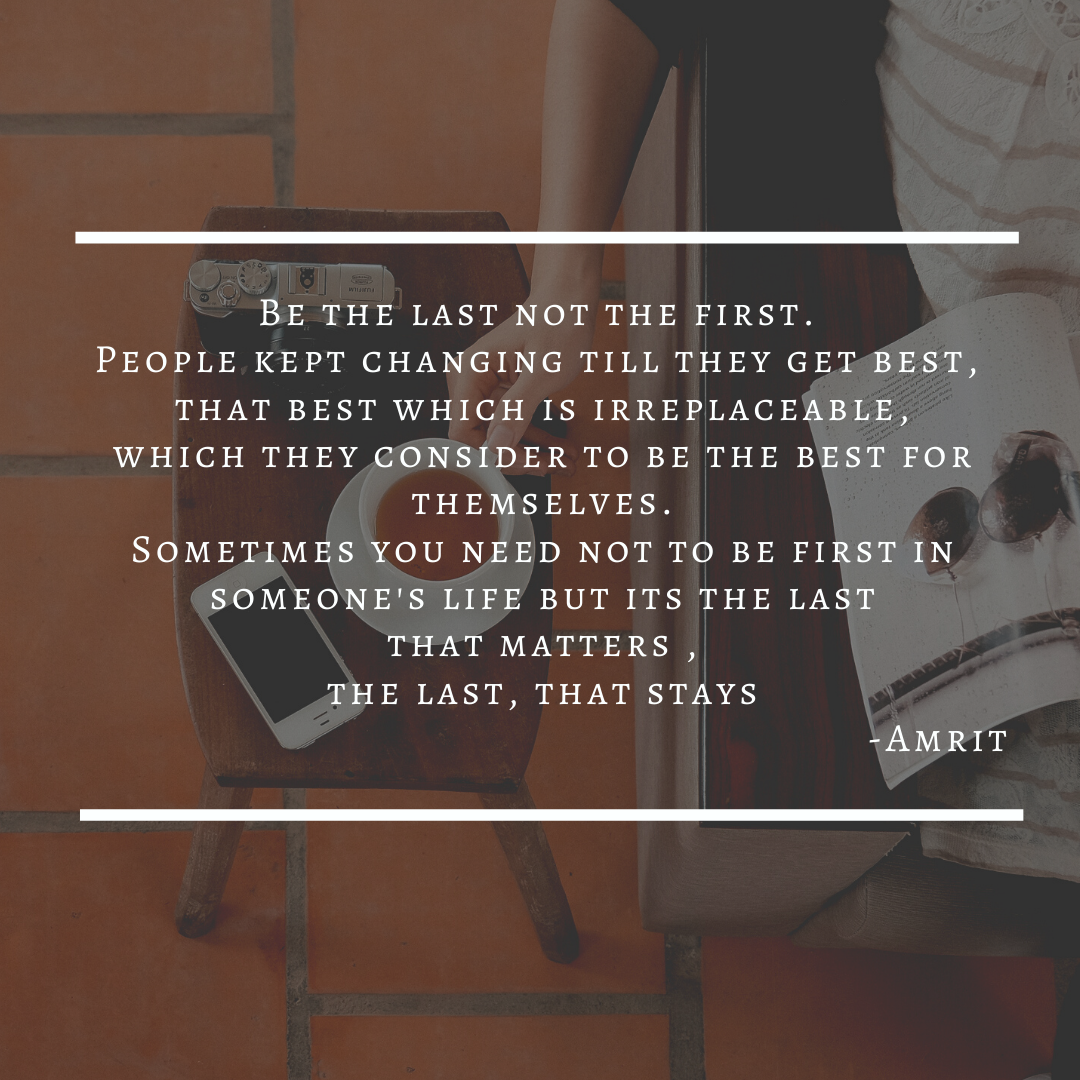 FUJIFILM
Be the last not the first.
People kept changing till they get best,
that best which is irreplaceable,
which they consider to be the best for
themselves.
Sometimes you need not to be first in
someone's life but its the last
that matters ,
the last, that stays
-Amrit